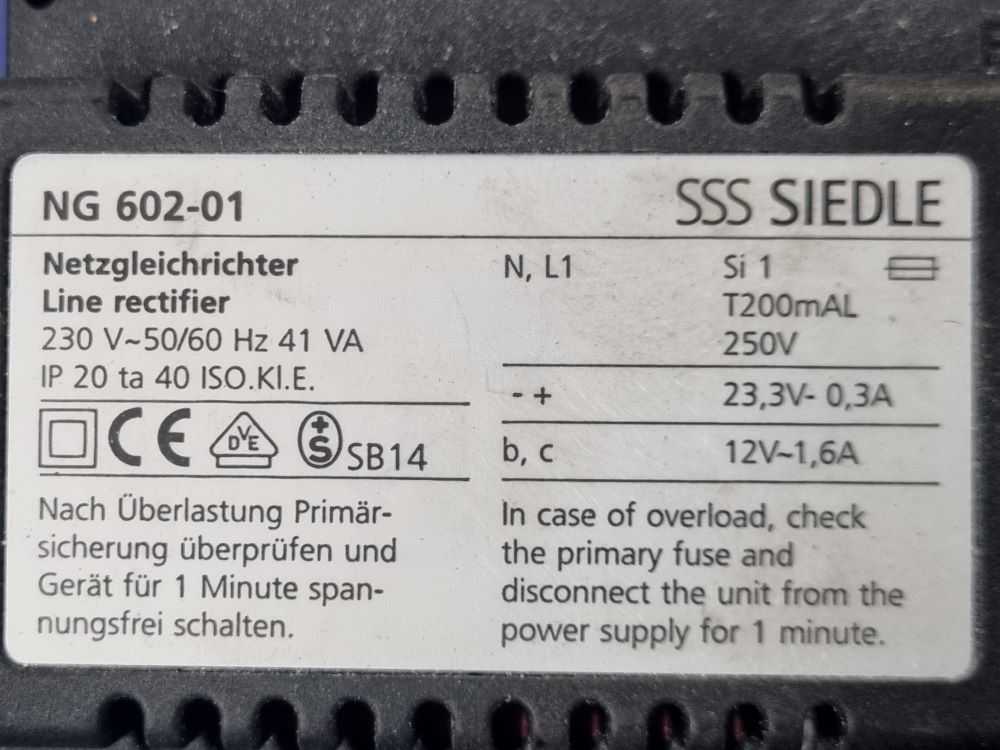 NG 602-01
SSS SIEDLE
Netzgleichrichter
Line rectifier
230 V~50/60 Hz 41 VA
IP 20 ta 40 ISO.Kl.E.
CE DVE +S SB14
Nach Überlastung Primär-
sicherung überprüfen und
Gerät für 1 Minute span-
nungsfrei schalten.
N, L1 Si 1
T200mAL
250V
- + 23,3V- 0,3A
b, c 12V~1,6A
In case of overload, check
the primary fuse and
disconnect the unit from the
power supply for 1 minute.